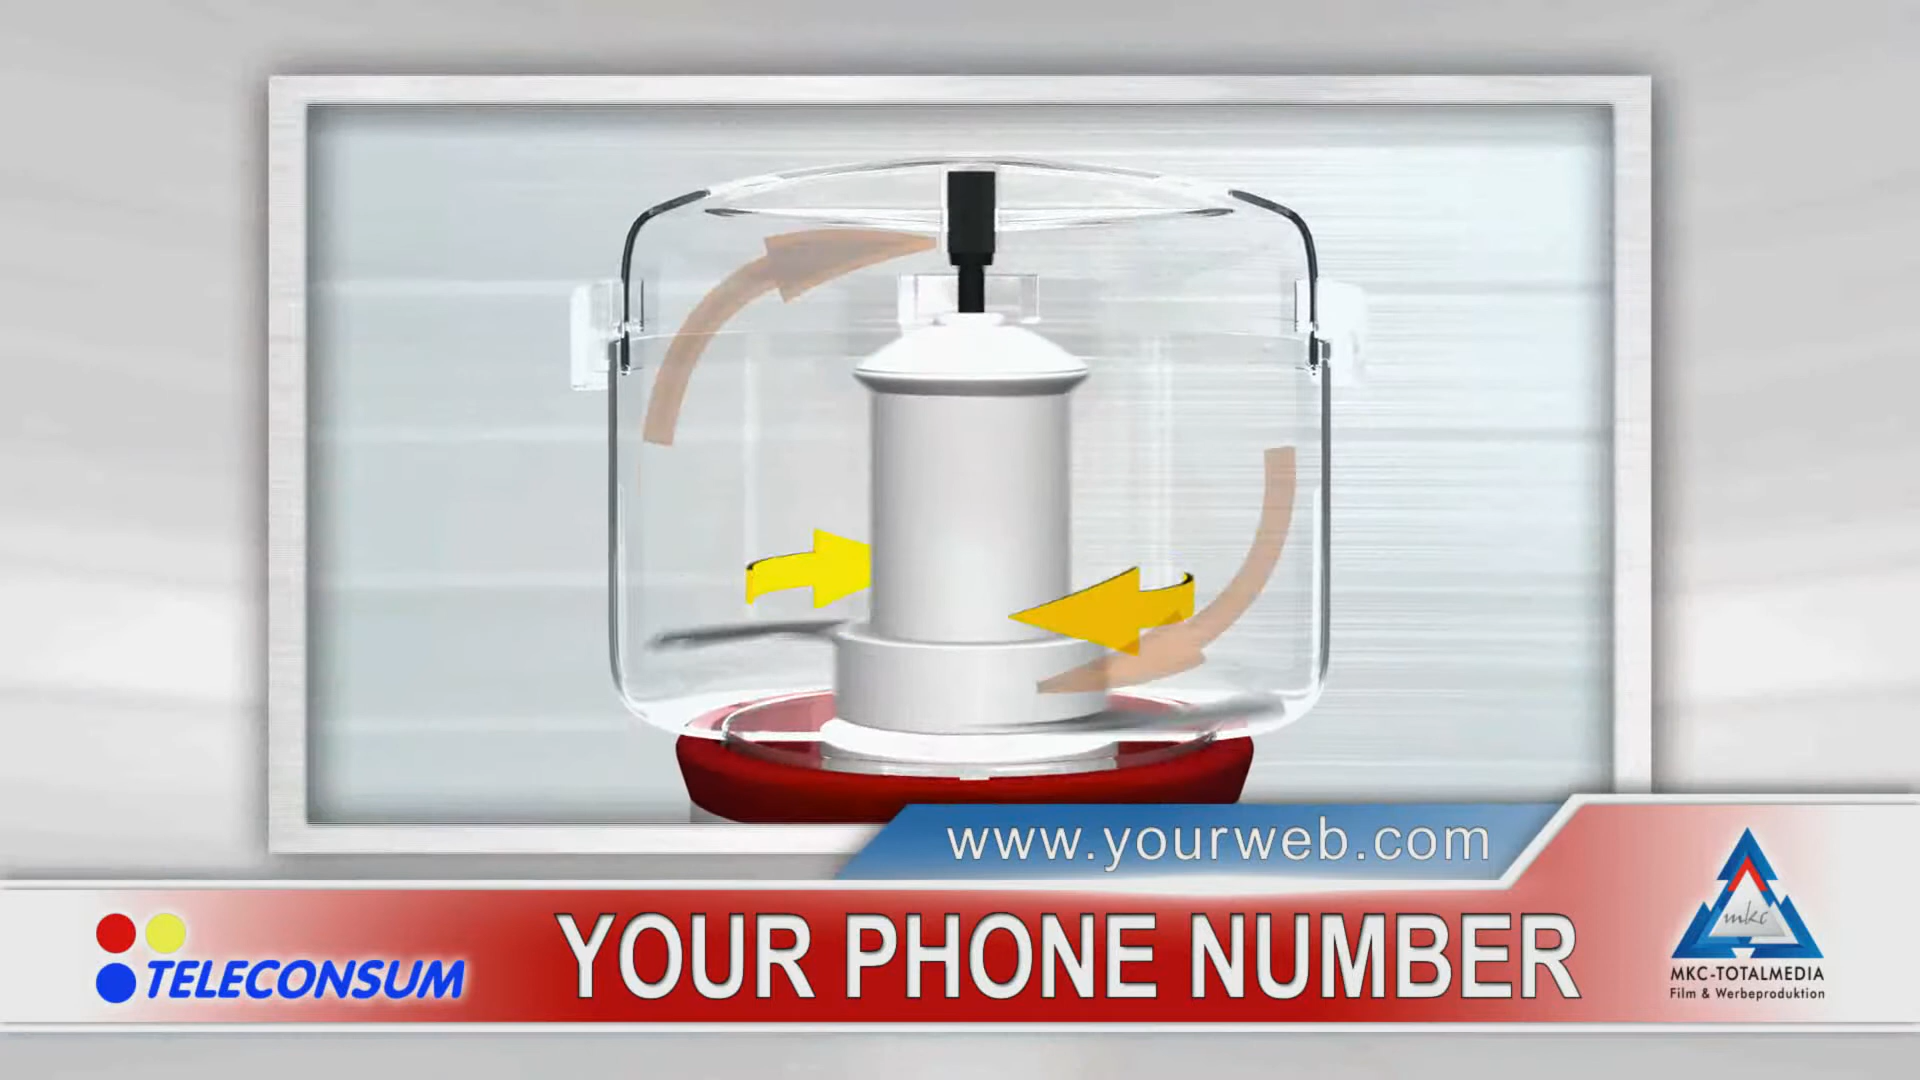 www.yourweb.com
TELECONSUM
YOUR PHONE NUMBER
mkc
MKC-TOTALMEDIA
Film & Werbeproduktion